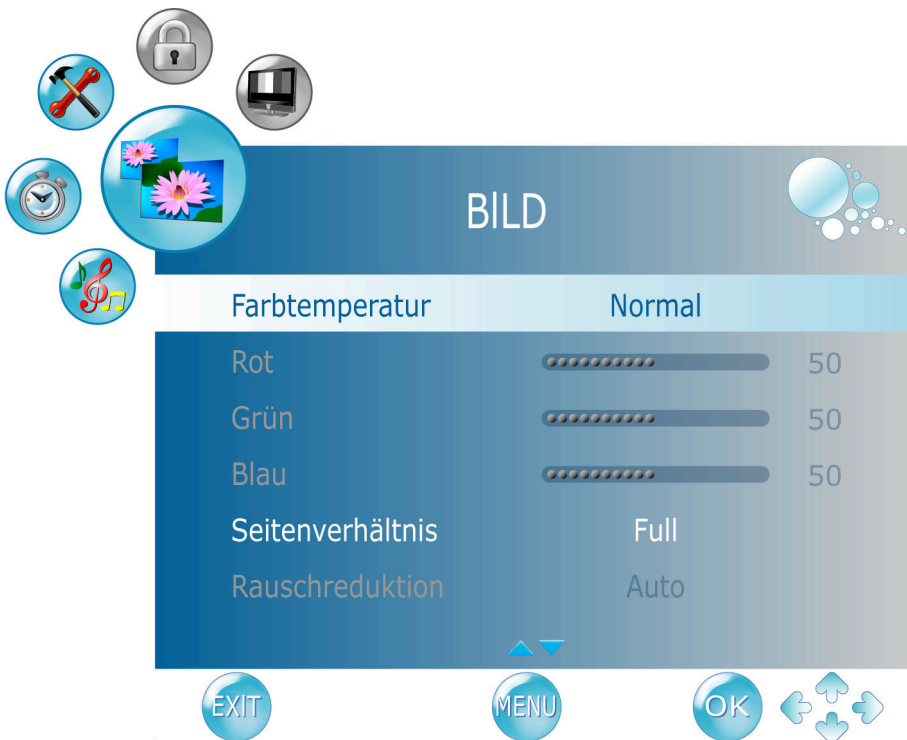 BILD
Farbtemperatur Normal
Rot 50
Grün 50
Blau 50
Seitenverhältnis Full
Rauschreduktion Auto
EXIT MENU OK